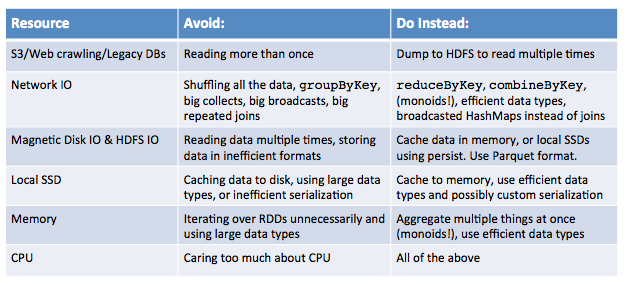 Resource Avoid: Do Instead:
S3/Web crawling/Legacy DBs Reading more than once Dump to HDFS to read multiple times
Network IO Shuffling all the data, groupByKey, reduceByKey, combineByKey,
big collects, big broadcasts, big (monoids!), efficient data types,
repeated joins broadcasted HashMaps instead of joins
Magnetic Disk IO & HDFS IO Reading data multiple times, storing Cache data in memory, or local SSDs
data in inefficient formats using persist. Use Parquet format.
Local SSD Caching data to disk, using large data Cache to memory, use efficient data
types, or inefficient serialization types and possibly custom serialization
Memory Iterating over RDDs unnecessarily and Aggregate multiple things at once
using large data types (monoids!), use efficient data types
CPU Caring too much about CPU All of the above